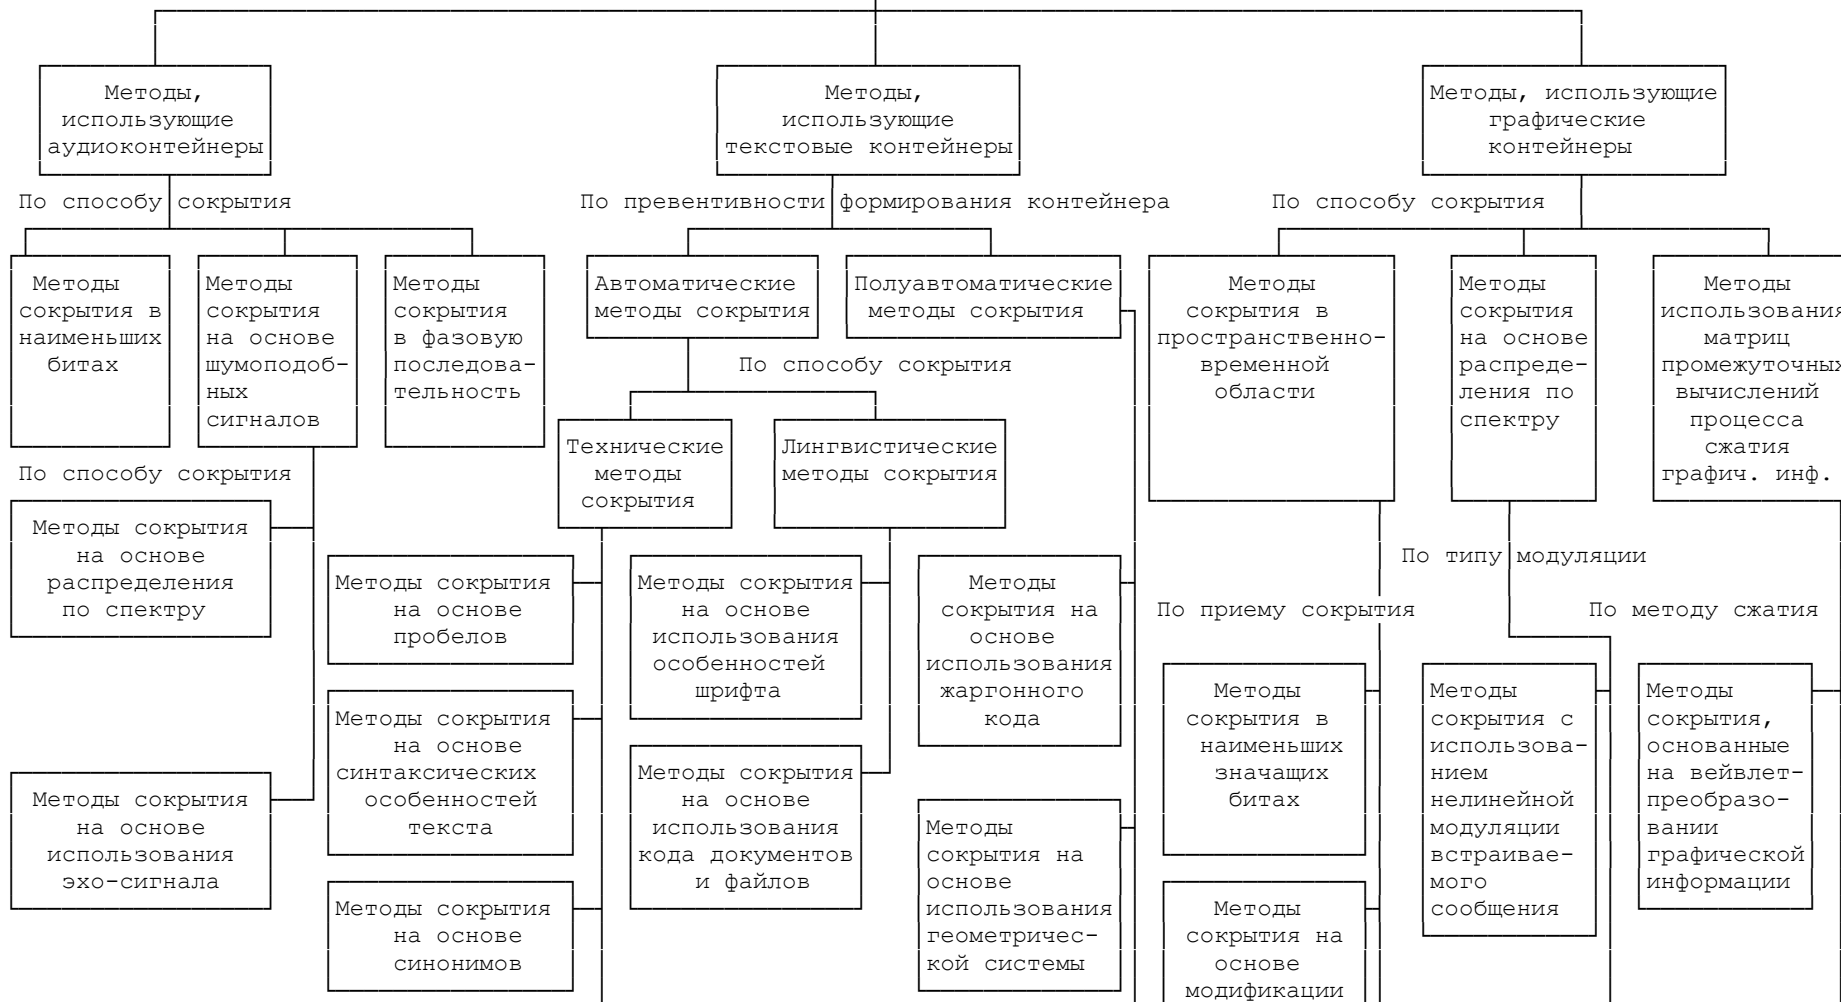 Методы,
использующие
аудиоконтейнеры
Методы,
использующие
текстовые контейнеры
Методы, использующие
графические
контейнеры
По способу сокрытия
По превентивности формирования контейнера
По способу сокрытия
Методы
сокрытия в
наименьших
битах
Методы
сокрытия
на основе
шумоподоб-
ных
сигналов
Методы
сокрытия
в фазовую
последова-
тельность
Автоматические
методы сокрытия
Полуавтоматические
методы сокрытия
Методы
сокрытия в
пространственно-
временной
области
Методы
сокрытия
на основе
распреде-
ления по
спектру
Методы
использования
матриц
промежуточных
вычислений
процесса
сжатия
графич. инф.
По способу сокрытия
Технические
методы
сокрытия
Лингвистические
методы сокрытия
По способу сокрытия
Методы сокрытия
на основе
распределения
по спектру
Методы сокрытия
на основе
пробелов
Методы сокрытия
на основе
использования
особенностей
шрифта
Методы
сокрытия на
основе
использования
жаргонного
кода
По типу модуляции
По приему сокрытия
По методу сжатия
Методы
сокрытия в
наименьших
значащих
битах
Методы
сокрытия с
использова-
нием
нелинейной
модуляции
встраивае-
мого
сообщения
Методы
сокрытия,
основанные
на вейвлет-
преобразо-
вании
графической
информации
Методы сокрытия
на основе
синтаксических
особенностей
текста
Методы сокрытия
на основе
использования
кода документов
и файлов
Методы сокрытия
на основе
использования
эхо-сигнала
Методы
сокрытия на
основе
использования
геометричес-
кой системы
Методы сокрытия
на основе
синонимов
Методы
сокрытия на
основе
модификации